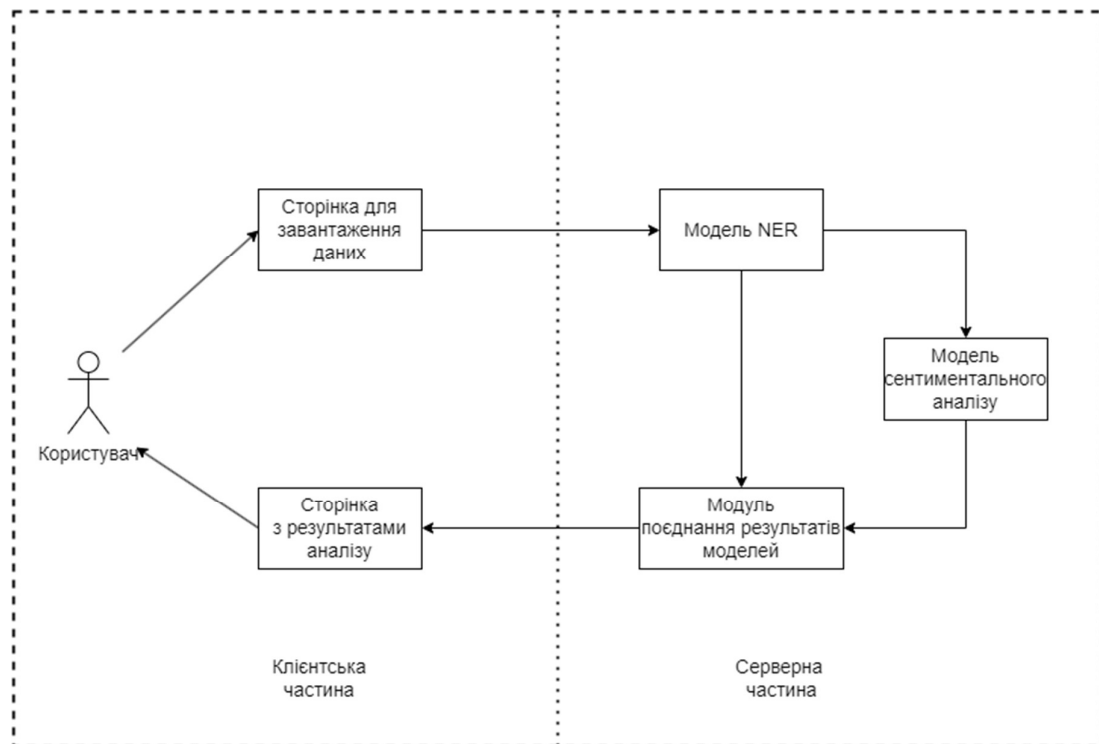 Сторінка для
завантаження
даних
Модель NER
Модель
сентиментального
аналізу
Користувач
Сторінка
з результатами
аналізу
Модуль
поєднання результатів
моделей
Клієнтська
частина
Серверна
частина